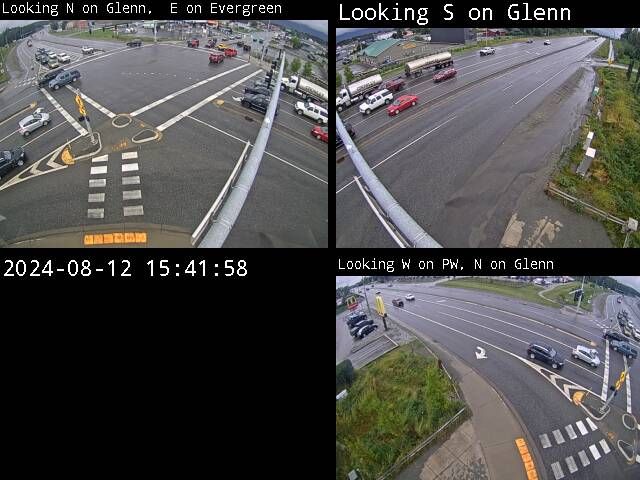 Looking N on Glenn,  E on Evergreen
Looking S on Glenn
2024-08-12 15:41:58
Looking W on PW, N on Glenn